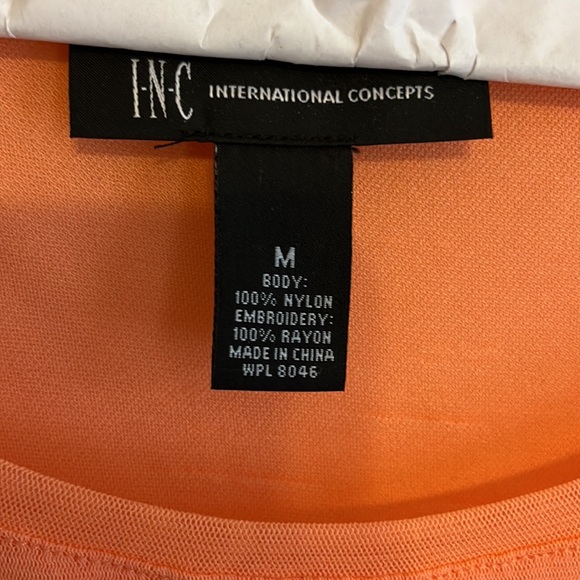 I·N·C INTERNATIONAL CONCEPTS
M
BODY:
100% NYLON
EMBROIDERY:
100% RAYON
MADE IN CHINA
WPL 8046